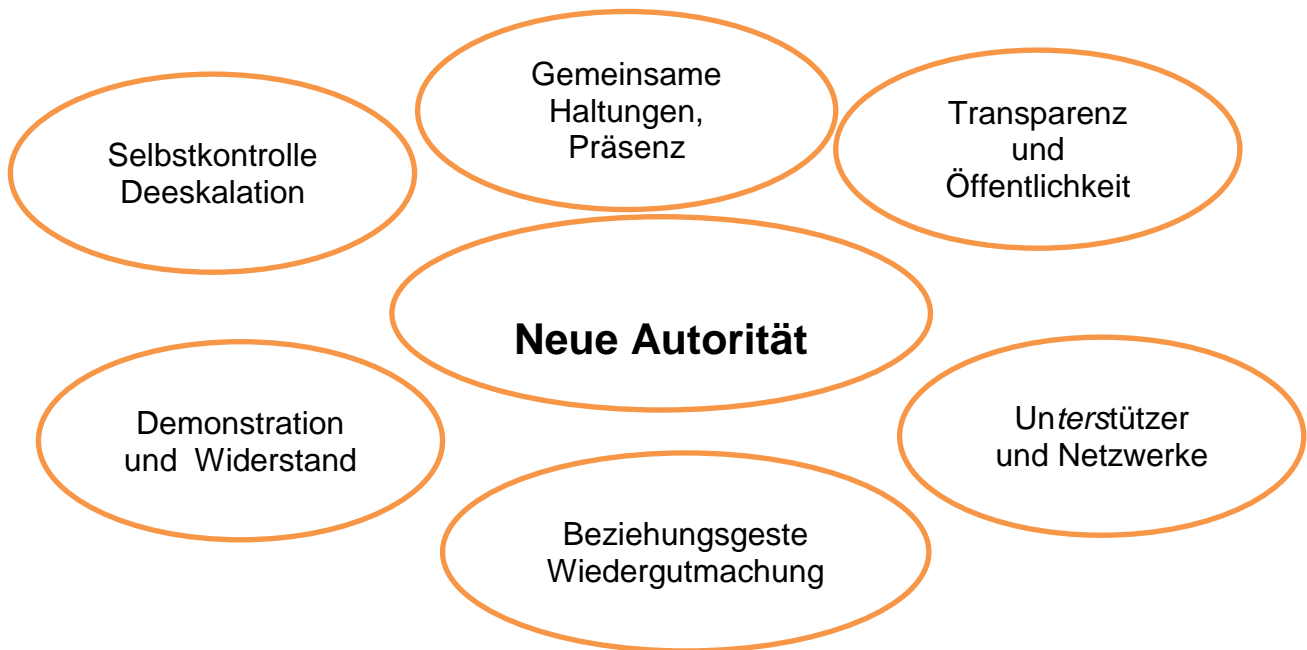 Gemeinsame
Haltungen,
Präsenz
Selbstkontrolle
Deeskalation
Transparenz
und
Öffentlichkeit
Neue Autorität
Demonstration
und Widerstand
Unterstützer
und Netzwerke
Beziehungsgeste
Wiedergutmachung